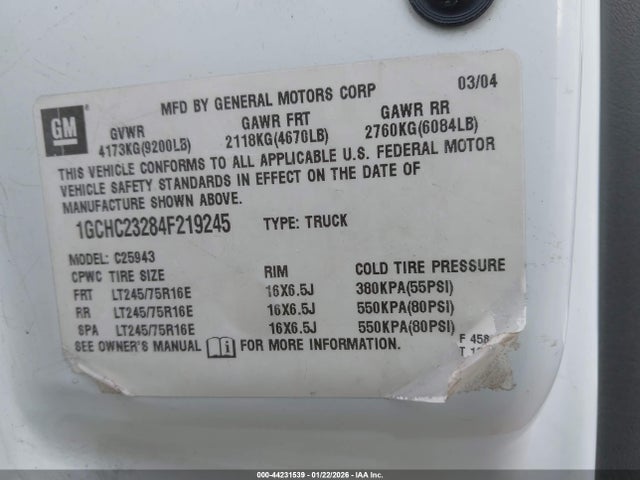 MFD BY GENERAL MOTORS CORP 03/04
GM
GVWR GAWR FRT GAWR RR
4173KG(9200LB) 2118KG(4670LB) 2760KG(6084LB)
THIS VEHICLE CONFORMS TO ALL APPLICABLE U.S. FEDERAL MOTOR
VEHICLE SAFETY STANDARDS IN EFFECT ON THE DATE OF
MANUFACTURE SHOWN ABOVE.
1GCHC23284F219245 TYPE: TRUCK
MODEL: C25943
CPWC TIRE SIZE RIM COLD TIRE PRESSURE
FRT LT245/75R16E 16X6.5J 380KPA(55PSI)
RR LT245/75R16E 16X6.5J 550KPA(80PSI)
SPA LT245/75R16E 16X6.5J 550KPA(80PSI)
SEE OWNER'S MANUAL FOR MORE INFORMATION.
F 458
T
000-44231539 | 01/22/2026 - IAA Inc.